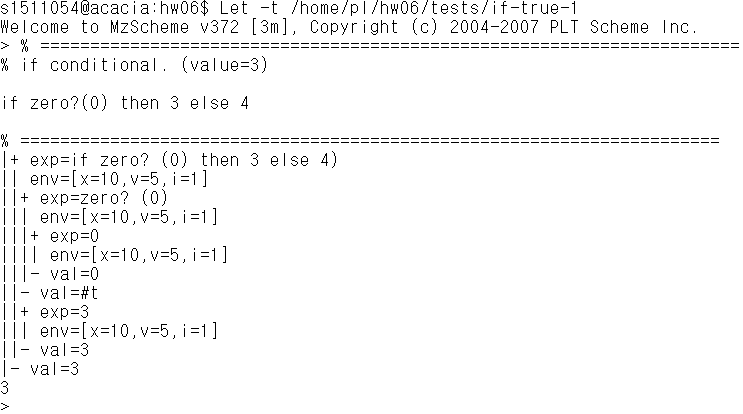 s1511054@acacia:hw06$ Let -t /home/pl/hw06/tests/if-true-1
Welcome to MzScheme v372 [3m], Copyright (c) 2004-2007 PLT Scheme Inc.
> % ======================================================================
% if conditional. (value=3)
if zero?(0) then 3 else 4
% ======================================================================
|+ exp=if zero? (0) then 3 else 4)
|| env=[x=10,v=5,i=1]
||+ exp=zero? (0)
||| env=[x=10,v=5,i=1]
|||+ exp=0
|||| env=[x=10,v=5,i=1]
|||- val=0
||- val=#t
||+ exp=3
||| env=[x=10,v=5,i=1]
||- val=3
|- val=3
3
>